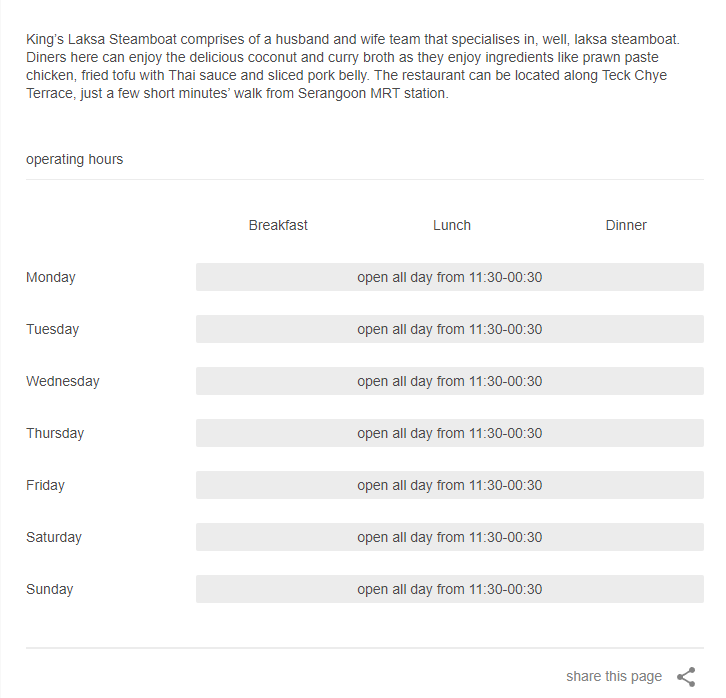 King’s Laksa Steamboat comprises of a husband and wife team that specialises in, well, laksa steamboat.
Diners here can enjoy the delicious coconut and curry broth as they enjoy ingredients like prawn paste
chicken, fried tofu with Thai sauce and sliced pork belly. The restaurant can be located along Teck Chye
Terrace, just a few short minutes’ walk from Serangoon MRT station.
operating hours
Breakfast Lunch Dinner
Monday open all day from 11:30-00:30
Tuesday open all day from 11:30-00:30
Wednesday open all day from 11:30-00:30
Thursday open all day from 11:30-00:30
Friday open all day from 11:30-00:30
Saturday open all day from 11:30-00:30
Sunday open all day from 11:30-00:30
share this page